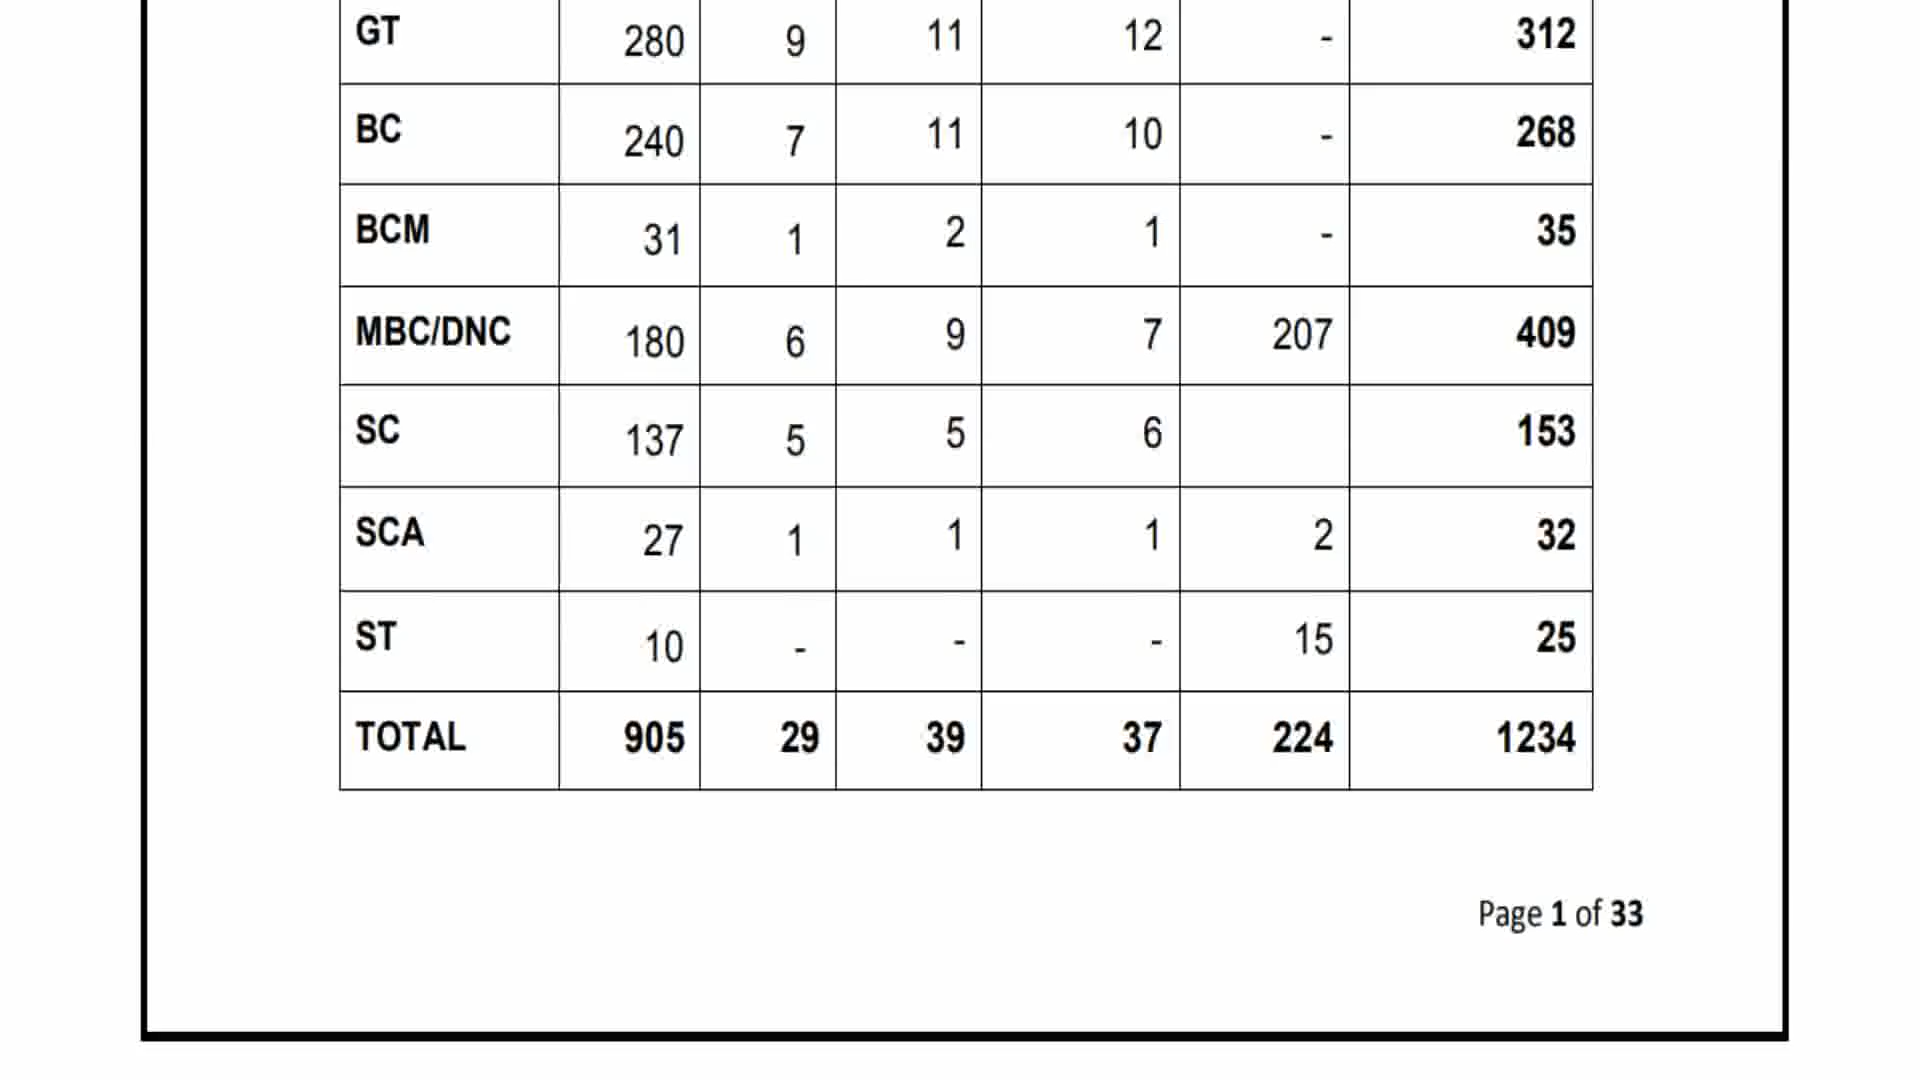 GT 280 9 11 12 - 312
BC 240 7 11 10 - 268
BCM 31 1 2 1 - 35
MBC/DNC 180 6 9 7 207 409
SC 137 5 5 6 153
SCA 27 1 1 1 2 32
ST 10 - - - 15 25
TOTAL 905 29 39 37 224 1234
Page 1 of 33